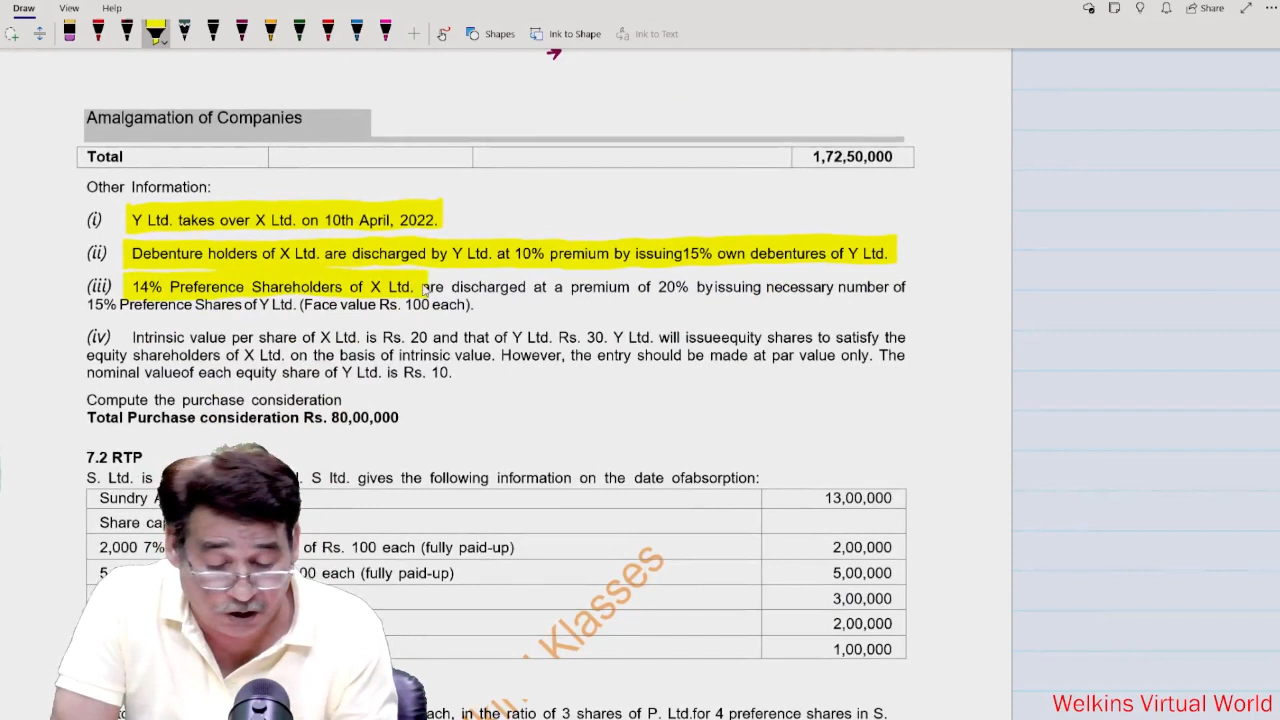 Draw View Help
Share
Shapes Ink to Shape Ink to Text
Amalgamation of Companies
Total 1,72,50,000
Other Information:
(i) Y Ltd. takes over X Ltd. on 10th April, 2022.
(ii) Debenture holders of X Ltd. are discharged by Y Ltd. at 10% premium by issuing15% own debentures of Y Ltd.
(iii) 14% Preference Shareholders of X Ltd. are discharged at a premium of 20% byissuing necessary number of
15% Preference Shares of Y Ltd. (Face value Rs. 100 each).
(iv) Intrinsic value per share of X Ltd. is Rs. 20 and that of Y Ltd. Rs. 30. Y Ltd. will issueequity shares to satisfy the
equity shareholders of X Ltd. on the basis of intrinsic value. However, the entry should be made at par value only. The
nominal valueof each equity share of Y Ltd. is Rs. 10.
Compute the purchase consideration
Total Purchase consideration Rs. 80,00,000
7.2 RTP
S. Ltd. is S ltd. gives the following information on the date ofabsorption:
Sundry 13,00,000
Share
2,000 7% of Rs. 100 each (fully paid-up) 2,00,000
each (fully paid-up) 5,00,000
3,00,000
2,00,000
1,00,000
Klasses
in the ratio of 3 shares of P. Ltd.for 4 preference shares in S.
Welkins Virtual World